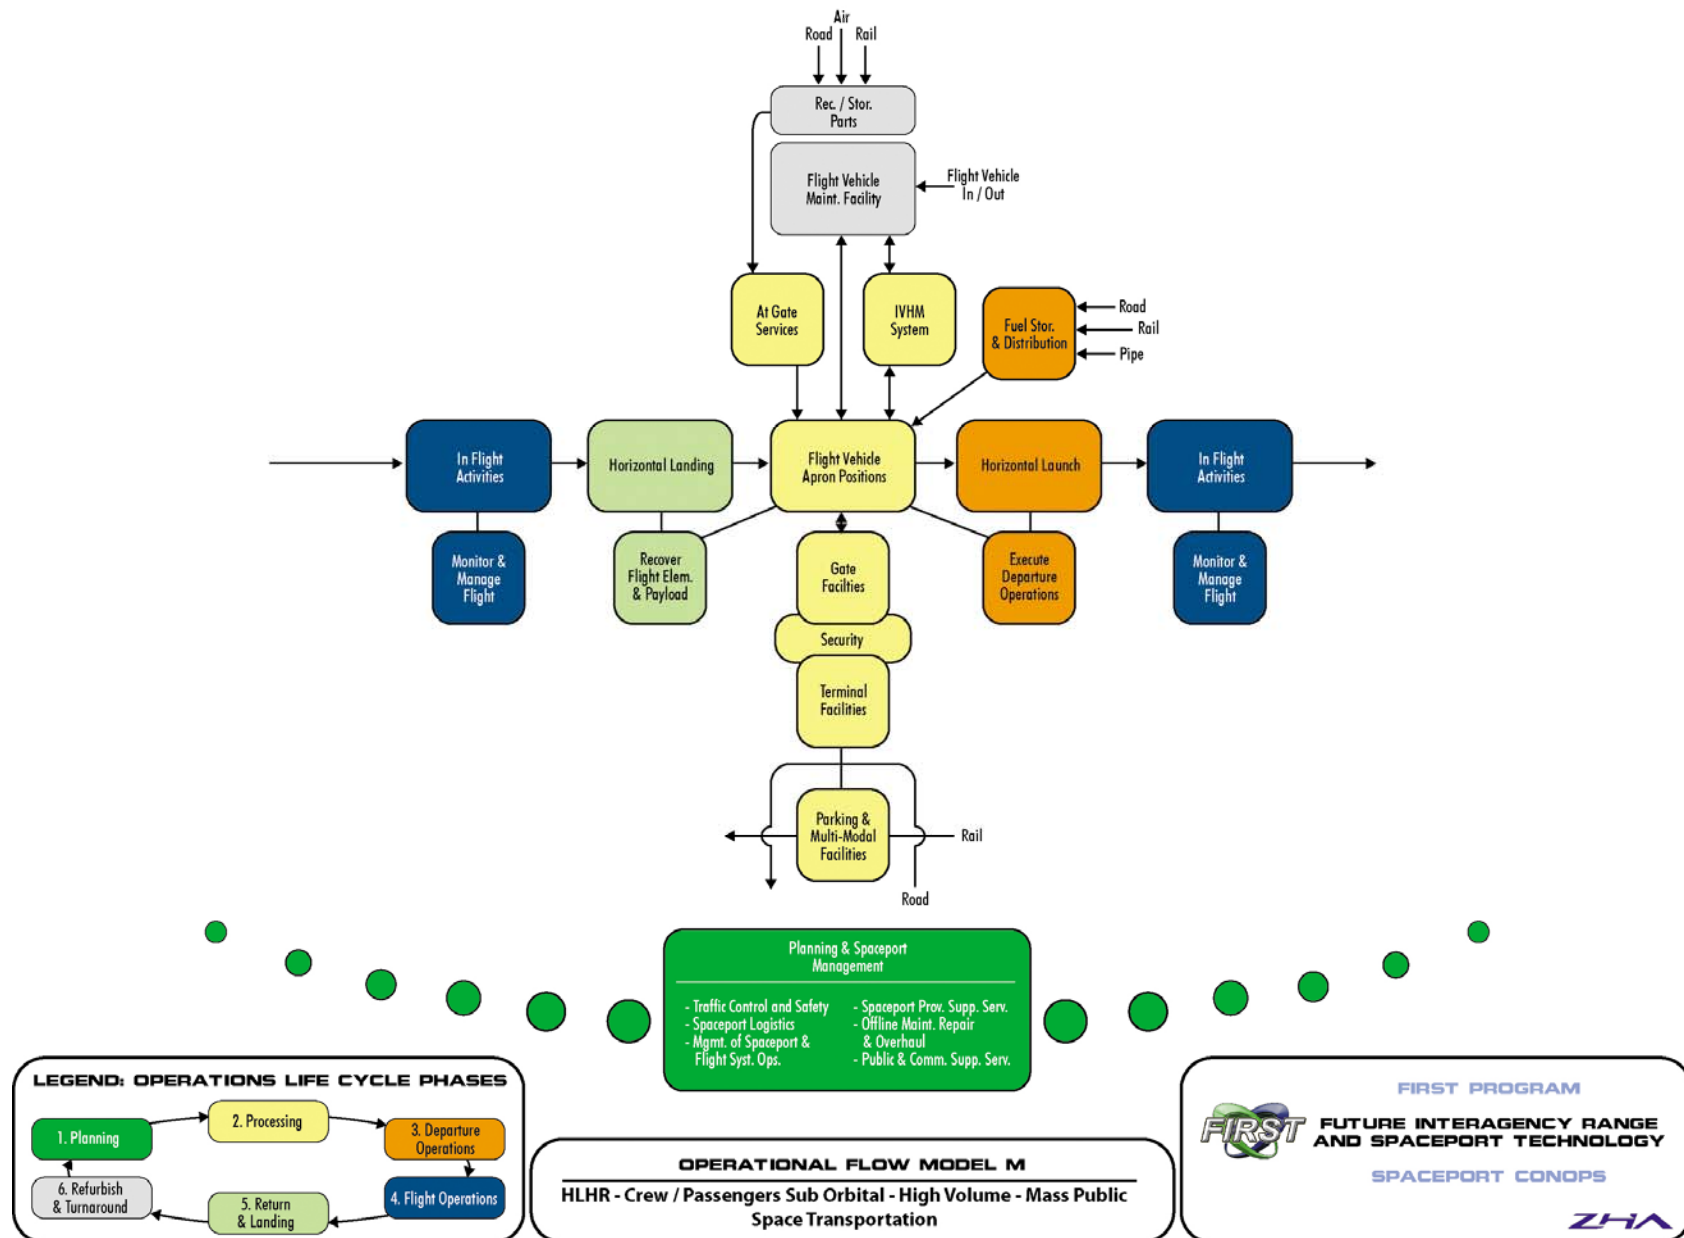 Air
Road
Rail
Rec. / Stor.
Parts
Flight Vehicle
Maint. Facility
Flight Vehicle
In / Out
At Gate
Services
IVHM
System
Fuel Stor.
& Distribution
Road
Rail
Pipe
In Flight
Activities
Horizontal Landing
Flight Vehicle
Apron Positions
Horizontal Launch
In Flight
Activities
Monitor &
Manage
Flight
Recover
Flight Elem.
& Payload
Gate
Facilties
Execute
Departure
Operations
Monitor &
Manage
Flight
Security
Terminal
Facilities
Parking &
Multi-Modal
Facilities
Rail
Road
Planning & Spaceport
Management
- Traffic Control and Safety
- Spaceport Logistics
- Mgmt. of Spaceport &
Flight Syst. Ops.
- Spaceport Prov. Supp. Serv.
- Offline Maint. Repair
& Overhaul
- Public & Comm. Supp. Serv.
LEGEND: OPERATIONS LIFE CYCLE PHASES
1. Planning
2. Processing
3. Departure
Operations
4. Flight Operations
5. Return
& Landing
6. Refurbish
& Turnaround
OPERATIONAL FLOW MODEL M
HLHR - Crew / Passengers Sub Orbital - High Volume - Mass Public
Space Transportation
FIRST PROGRAM
FIRST
FUTURE INTERAGENCY RANGE
AND SPACEPORT TECHNOLOGY
SPACEPORT CONOPS
ZHA